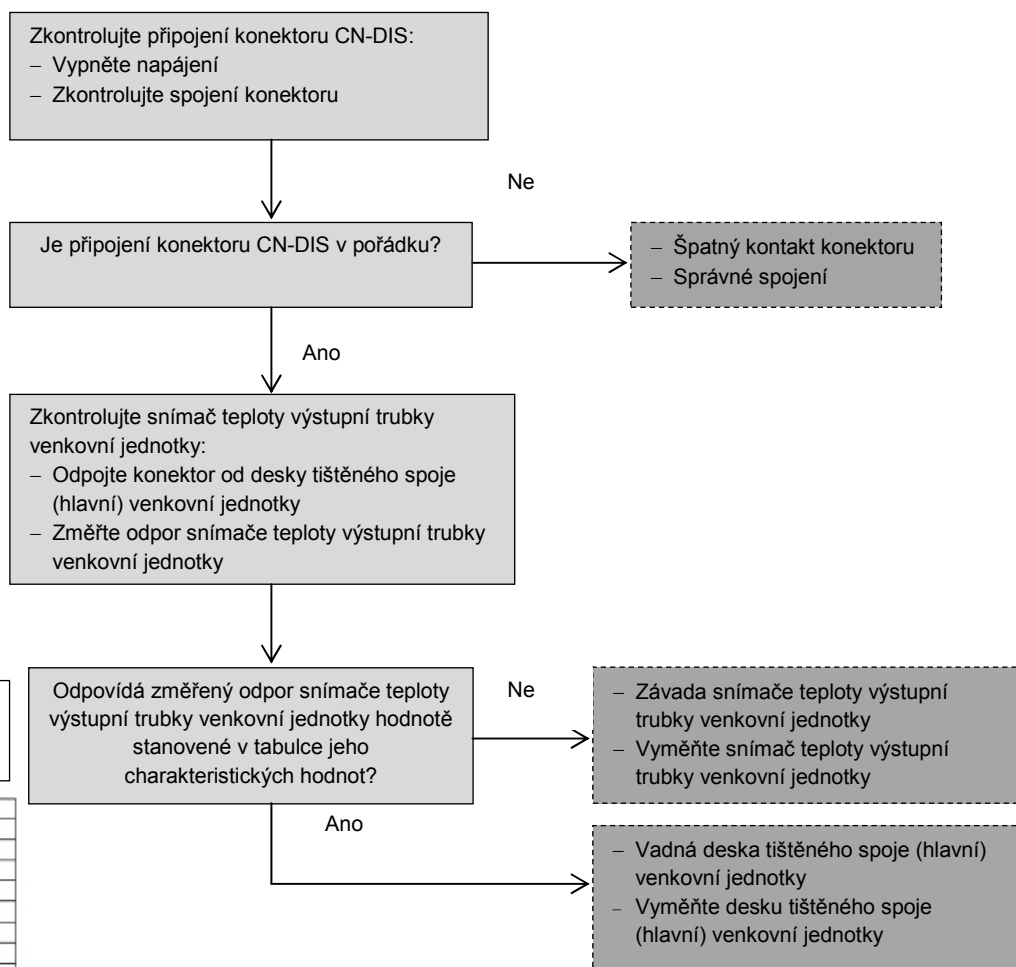 Zkontrolujte připojení konektoru CN-DIS:
– Vypněte napájení
– Zkontrolujte spojení konektoru
Ne
Je připojení konektoru CN-DIS v pořádku?
– Špatný kontakt konektoru
– Správné spojení
Ano
Zkontrolujte snímač teploty výstupní trubky
venkovní jednotky:
– Odpojte konektor od desky tištěného spoje
(hlavní) venkovní jednotky
– Změřte odpor snímače teploty výstupní trubky
venkovní jednotky
Odpovídá změřený odpor snímače teploty
výstupní trubky venkovní jednotky hodnotě
stanovené v tabulce jeho
charakteristických hodnot?
Ne
– Závada snímače teploty výstupní
trubky venkovní jednotky
– Vyměňte snímač teploty výstupní
trubky venkovní jednotky
Ano
– Vadná deska tištěného spoje (hlavní)
venkovní jednotky
– Vyměňte desku tištěného spoje
(hlavní) venkovní jednotky